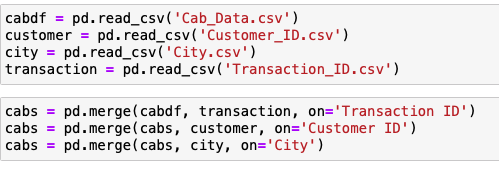 cabdf = pd.read_csv('Cab_Data.csv')
customer = pd.read_csv('Customer_ID.csv')
city = pd.read_csv('City.csv')
transaction = pd.read_csv('Transaction_ID.csv')
cabs = pd.merge(cabdf, transaction, on='Transaction ID')
cabs = pd.merge(cabs, customer, on='Customer ID')
cabs = pd.merge(cabs, city, on='City')